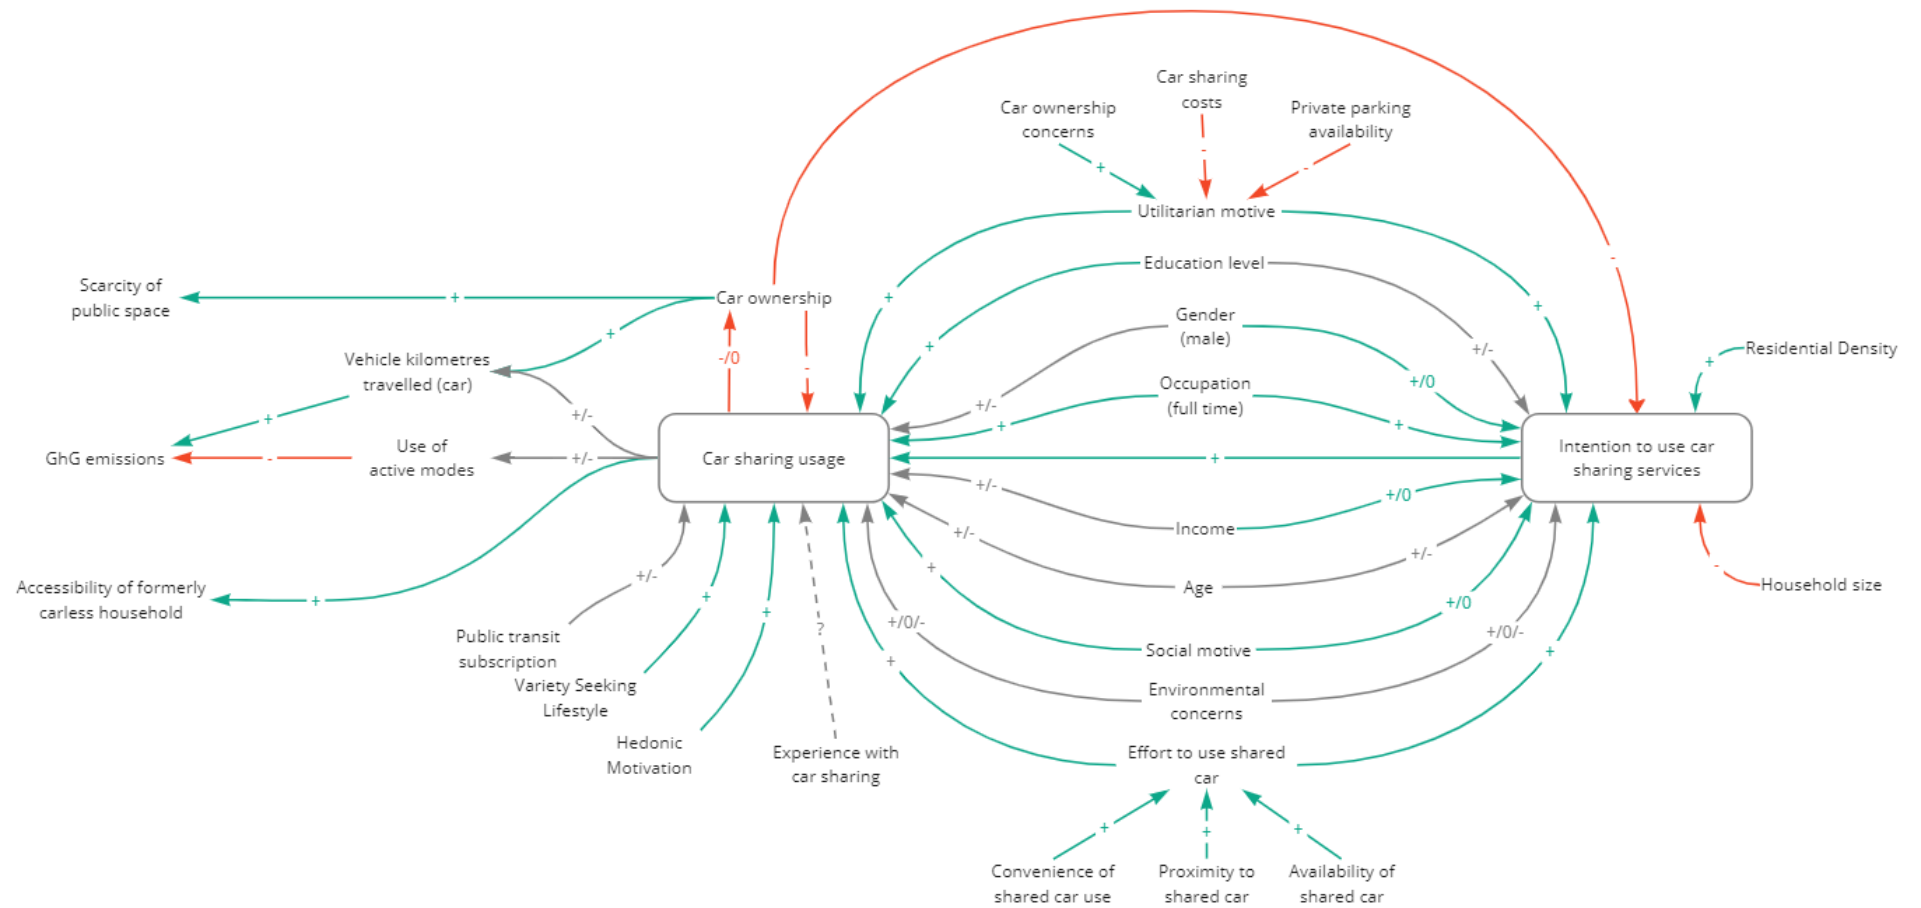 Car sharing
costs
Car ownership
concerns
Private parking
availability
+
-
-
Utilitarian motive
Education level
-
Scarcity of
public space
+
Car ownership
+
+
Gender
(male)
+
Vehicle kilometres
travelled (car)
+
-/0
-
+
+/-
Residential Density
+
Occupation
(full time)
+/0
+
+/-
+/-
+
+
Use of
active modes
GhG emissions
-
+/-
Car sharing usage
+
Intention to use car
sharing services
+/-
+/0
Income
+/-
+/-
Age
+
Accessibility of formerly
carless household
+
+/-
+
+
?
+/0
-
Household size
+/0/-
+/0/-
Public transit
subscription
Social motive
+
+
Variety Seeking
Lifestyle
Environmental
concerns
Hedonic
Motivation
Experience with
car sharing
Effort to use shared
car
+
+
+
Convenience of
shared car use
Proximity to
shared car
Availability of
shared car